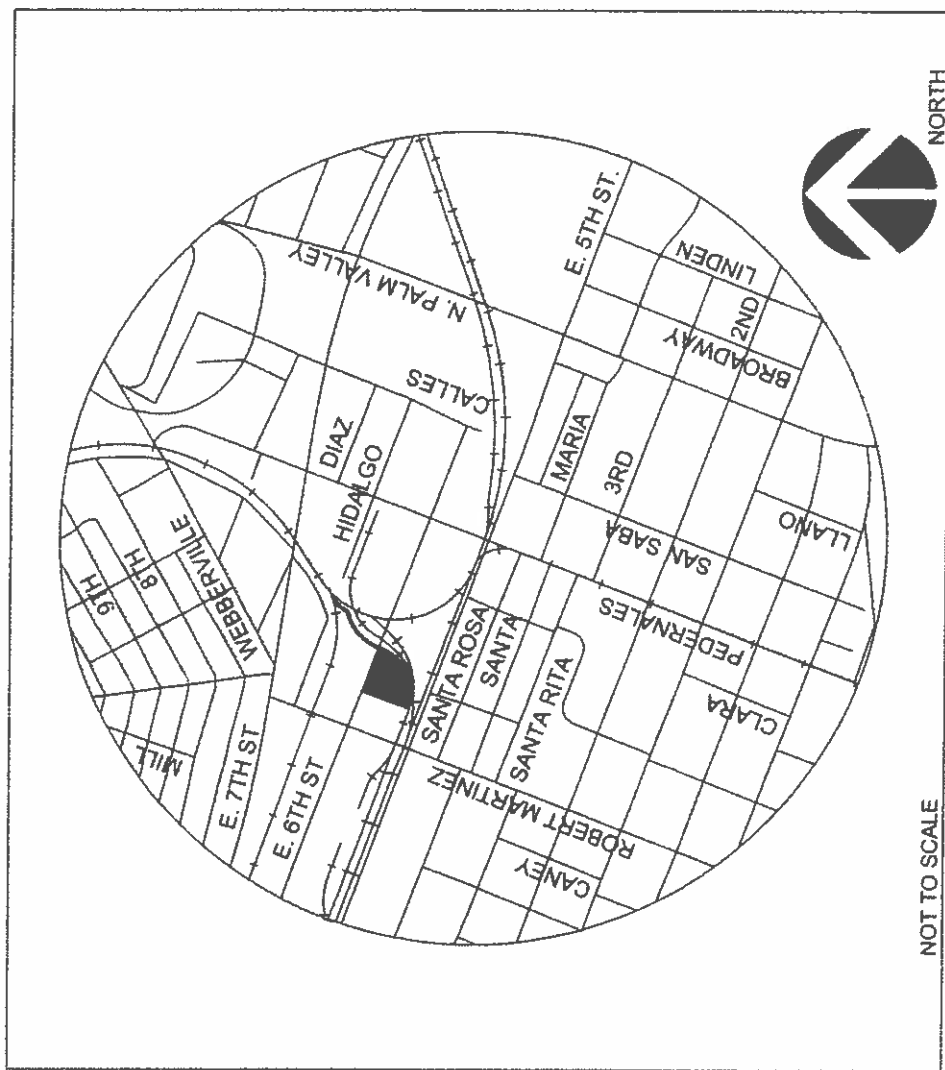 9TH
8TH
WEBBERVILLE
MILL
E. 7TH ST
E. 6TH ST
DIAZ
HIDALGO
CALLES
N. PALM VALLEY
SANTA ROSA
SANTA
SANTA RITA
ROBERT MARTINEZ
CANEY
CLARA
PEDERNALES
SAN SABA
LLANO
MARIA
3RD
E. 5TH ST.
LINDEN
2ND
BROADWAY
NORTH
NOT TO SCALE